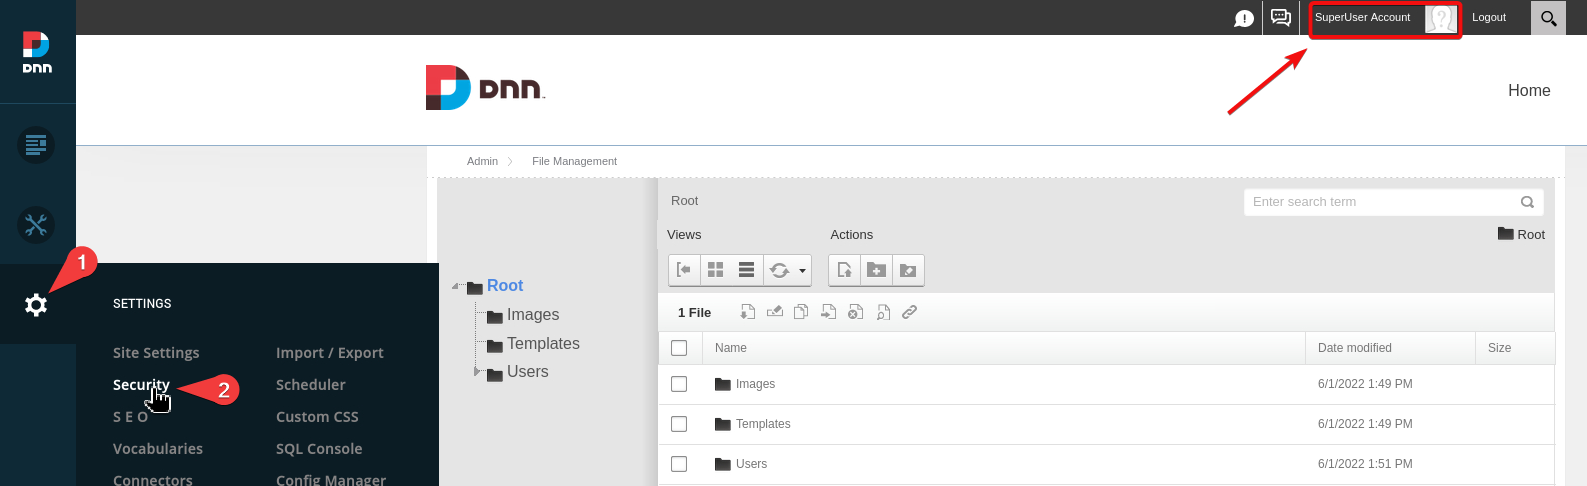 SuperUser Account
Logout
Dnn
Dnn
Home
Admin
File Management
Root
Enter search term
Views
Actions
Root
1
SETTINGS
Site Settings
Import / Export
Security
2
Scheduler
S E O
Custom CSS
Vocabularies
SQL Console
Connectors
Config Manager
Root
Images
Templates
Users
1 File
Name Date modified Size
Images 6/1/2022 1:49 PM
Templates 6/1/2022 1:49 PM
Users 6/1/2022 1:51 PM